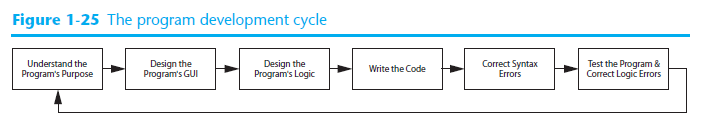 Figure 1-25 The program development cycle
Understand the
Program's Purpose
Design the
Program's GUI
Design the
Program's Logic
Write the Code
Correct Syntax
Errors
Test the Program &
Correct Logic Errors